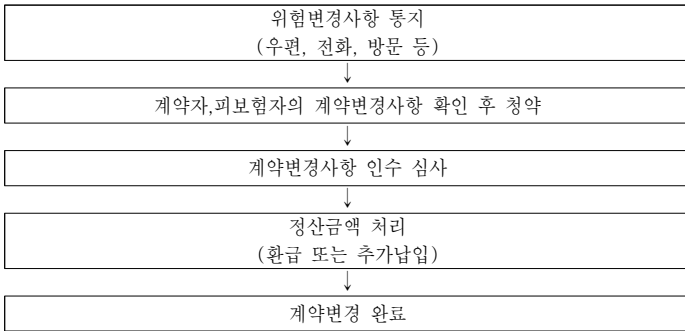 위험변경사항 통지
(우편, 전화, 방문 등)
계약자,피보험자의 계약변경사항 확인 후 청약
계약변경사항 인수 심사
정산금액 처리
(환급 또는 추가납입)
계약변경 완료